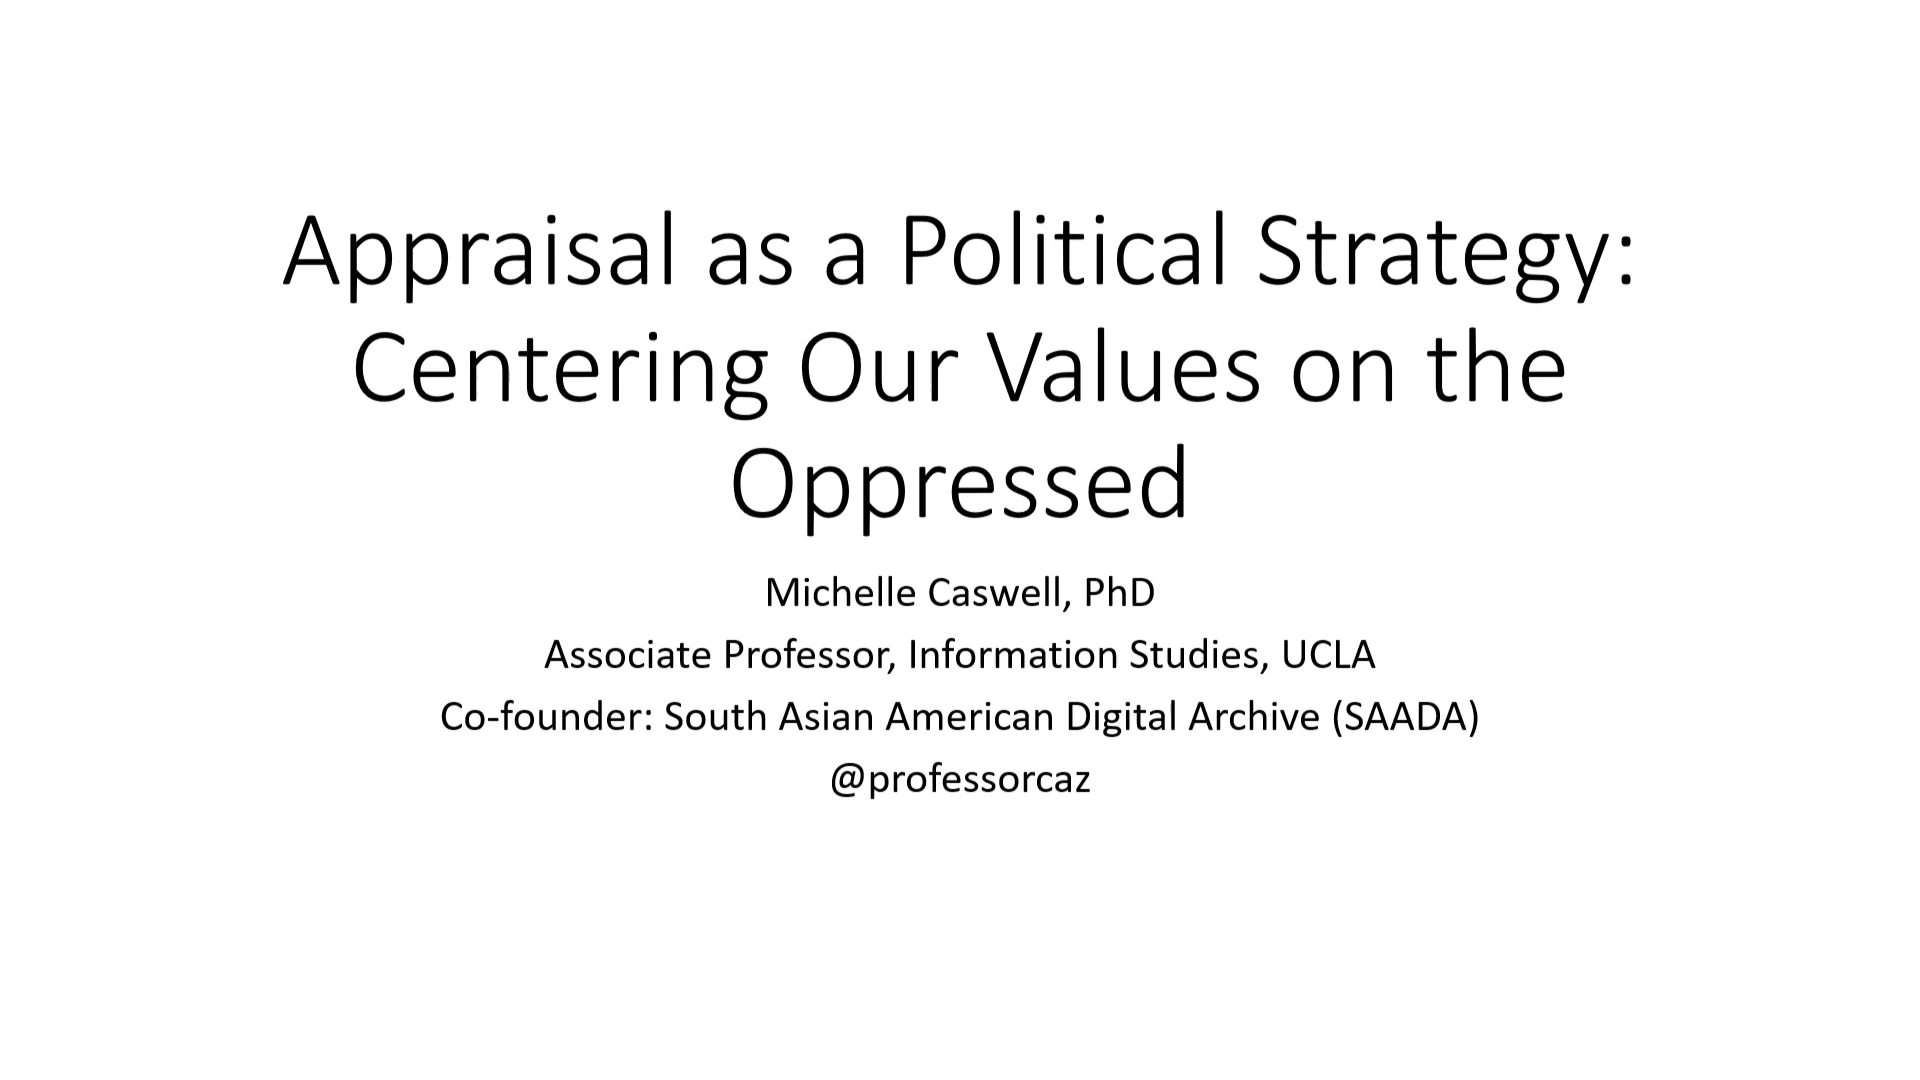 Appraisal as a Political Strategy:
Centering Our Values on the
Oppressed
Michelle Caswell, PhD
Associate Professor, Information Studies, UCLA
Co-founder: South Asian American Digital Archive (SAADA)
@professorcaz